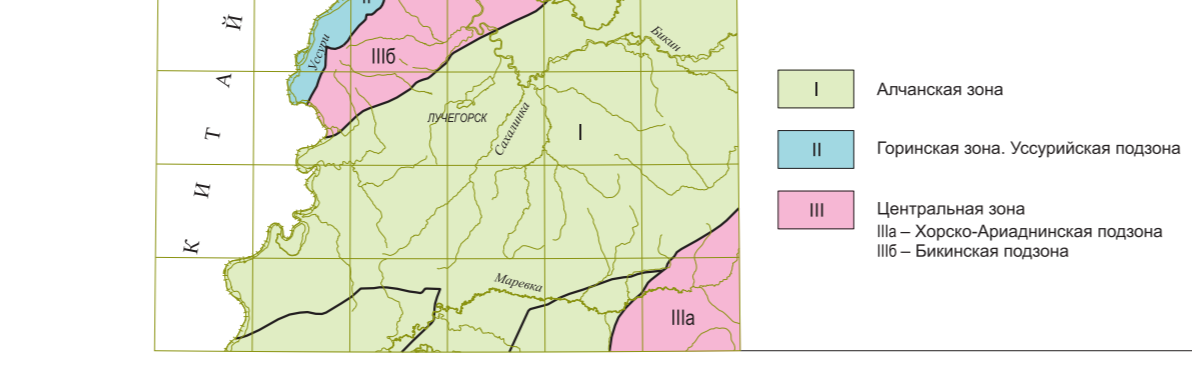 II
Й
Уссури
IIIб
Бикин
А
ЛУЧЕГОРСК
Сахалинка
I
Т
И
К
Маревка
IIIа
I
Алчанская зона
II
Горинская зона. Уссурийская подзона
III
Центральная зона
IIIа – Хорско-Ариаднинская подзона
IIIб – Бикинская подзона